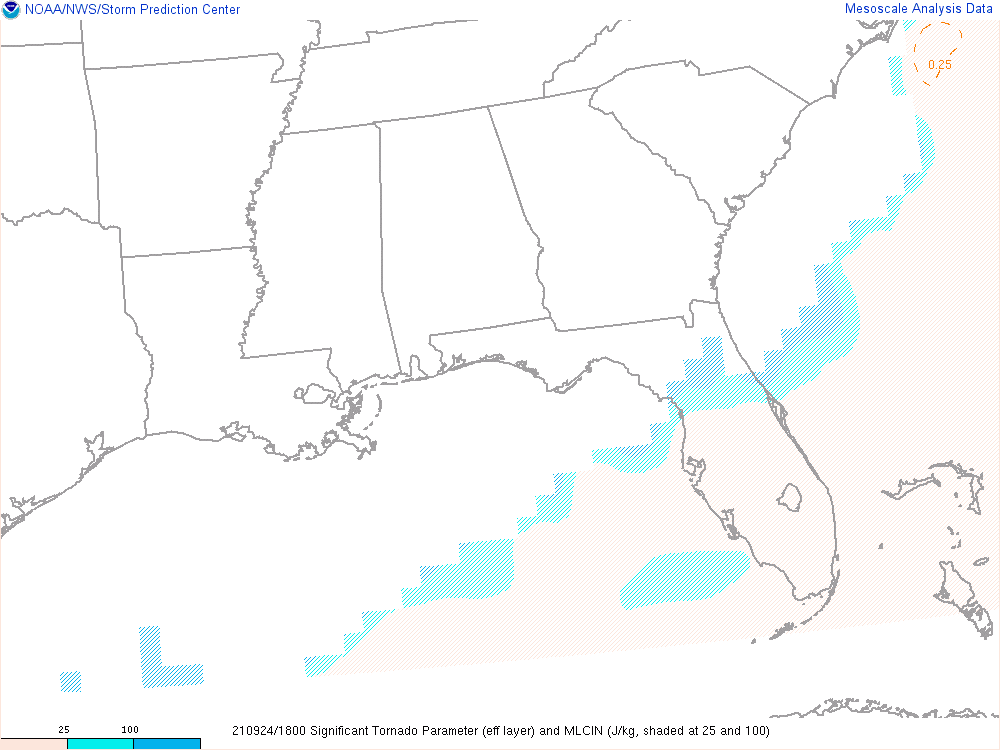 NOAA/NWS/Storm Prediction Center
Mesoscale Analysis Data
0.25
25 100
210924/1800 Significant Tornado Parameter (eff layer) and MLCIN (J/kg, shaded at 25 and 100)